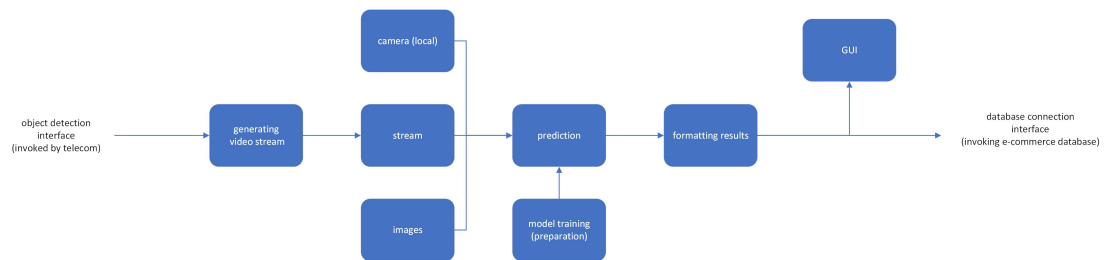 camera (local)
GUI
object detection
interface
(invoked by telecom)
generating
video stream
stream
prediction
formatting results
database connection
interface
(invoking e-commerce database)
images
model training
(preparation)